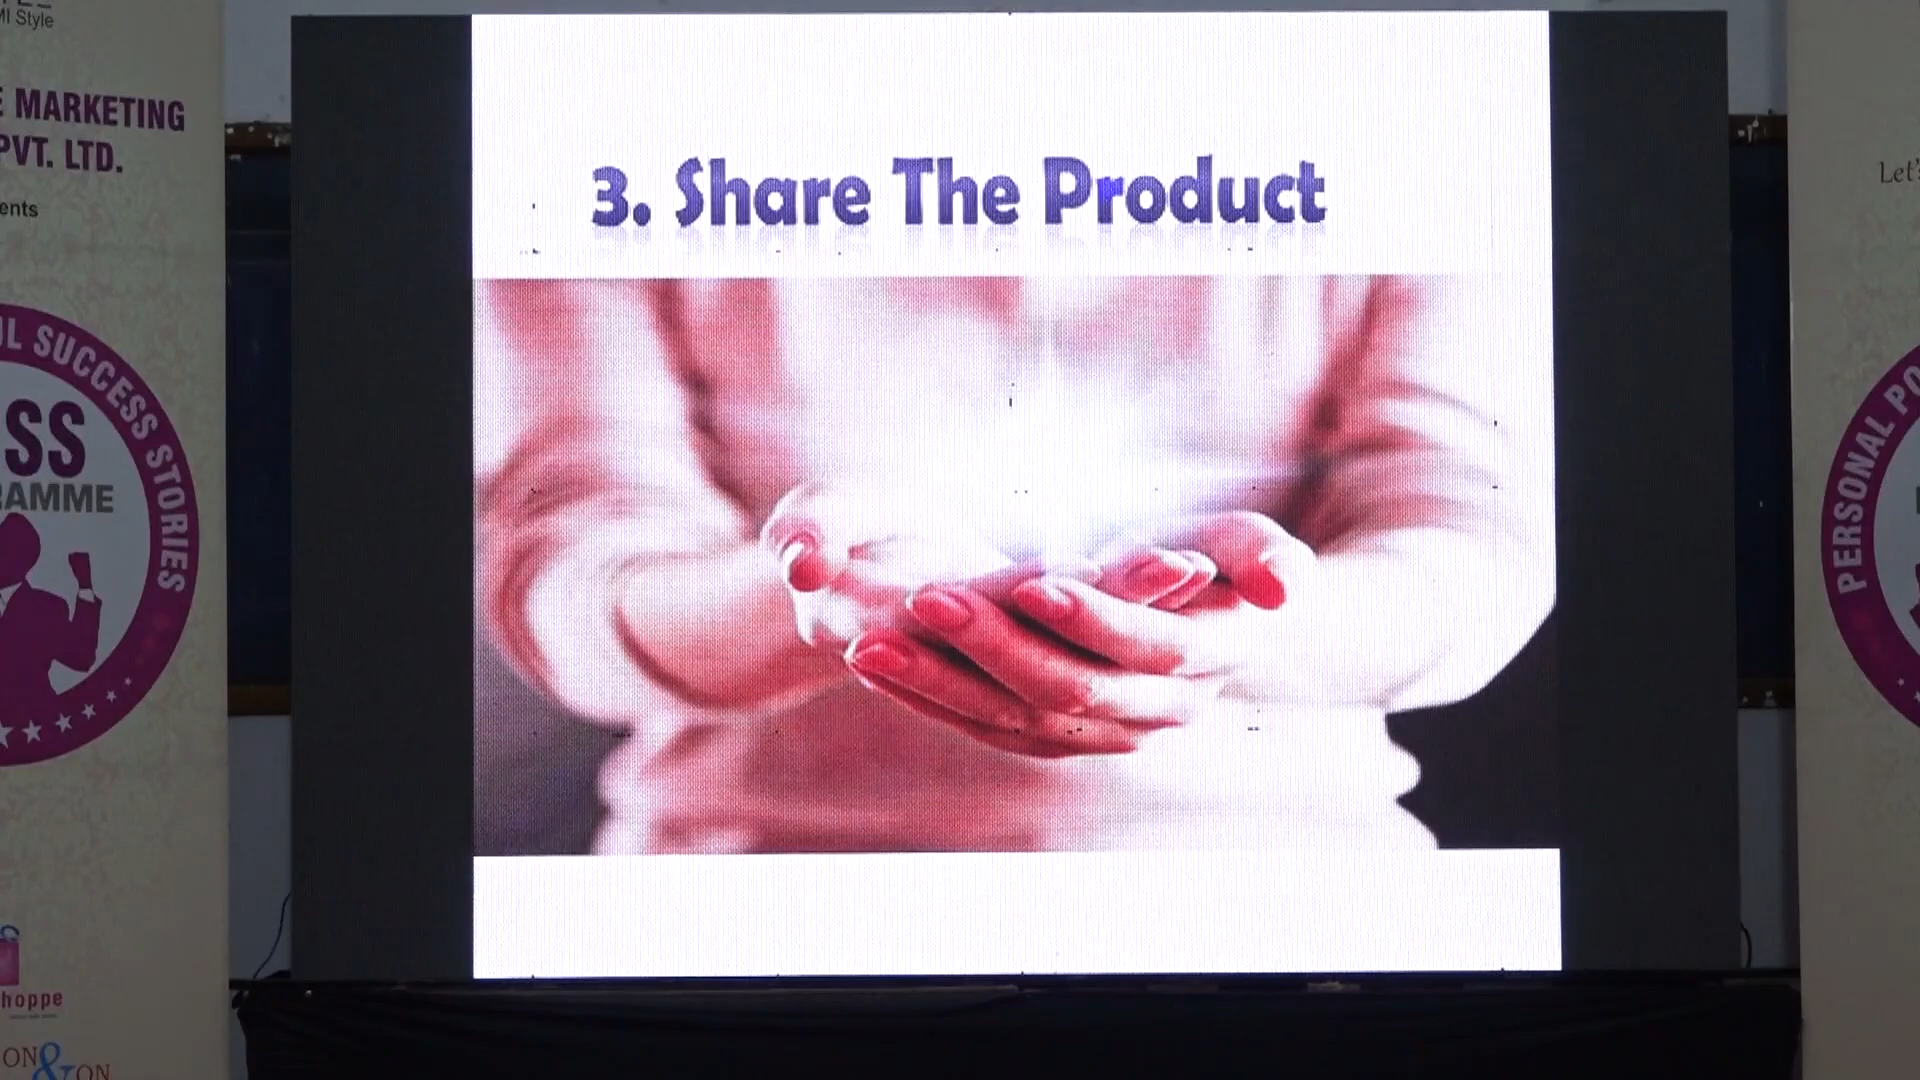 MI Style
E MARKETING
PVT. LTD.
ents
UL SUCCESS STORIES
SS
RAMME
hoppe
ON&ON
3. Share The Product
Let's
PERSONAL PO